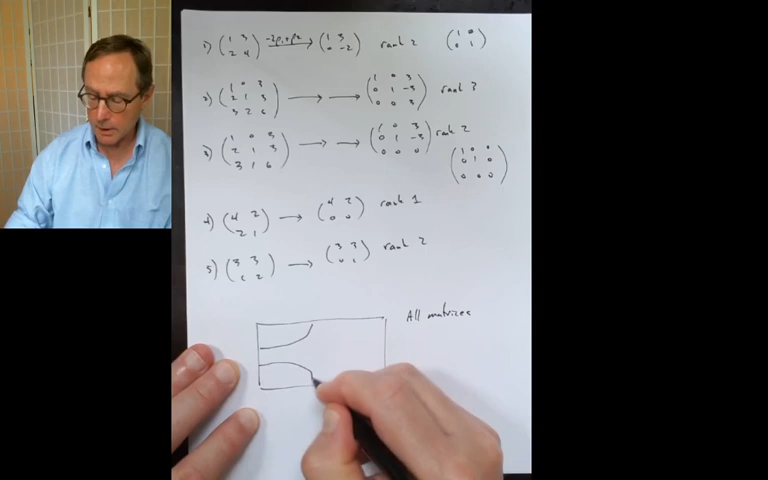 1) (1 3 / 2 4) -2ρ₁+ρ₂ → (1 3 / 0 -2) rank 2 (1 0 / 0 1)
2) (1 0 3 / 2 1 3 / 3 2 6) → → (1 0 3 / 0 1 -3 / 0 0 3) rank 3
3) (1 0 3 / 2 1 3 / 3 1 6) → → (1 0 3 / 0 1 -3 / 0 0 0) rank 2 (1 0 0 / 0 1 0 / 0 0 0)
4) (4 2 / 2 1) → (4 2 / 0 0) rank 1
5) (3 3 / 1 2) → (3 3 / 0 1) rank 2
All matrices